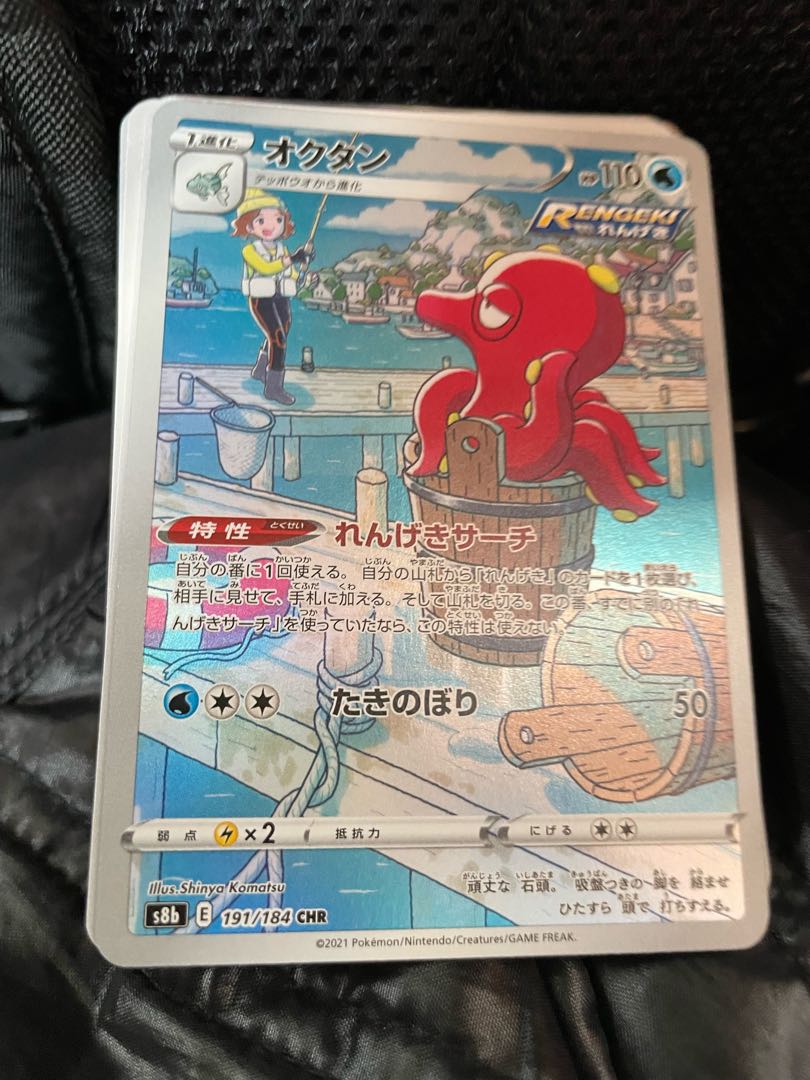 1進化
オクタン
HP110
テッポウオから進化
RENGEKI
れんげき
特性 とくせい れんげきサーチ
自分の番に1回使える。自分の山札から「れんげき」のカードを1枚選び、
相手に見せて、手札に加える。そして山札を切る。この番、すでに別の「れ
んげきサーチ」を使っていたなら、この特性は使えない。
たきのぼり 50
弱点 ×2 抵抗力 にげる
Illus. Shinya Komatsu
頑丈な 石頭。 吸盤つきの 脚を 絡ませ
ひたすら 頭で 打ちすえる。
s8b E 191/184 CHR
©2021 Pokémon/Nintendo/Creatures/GAME FREAK.